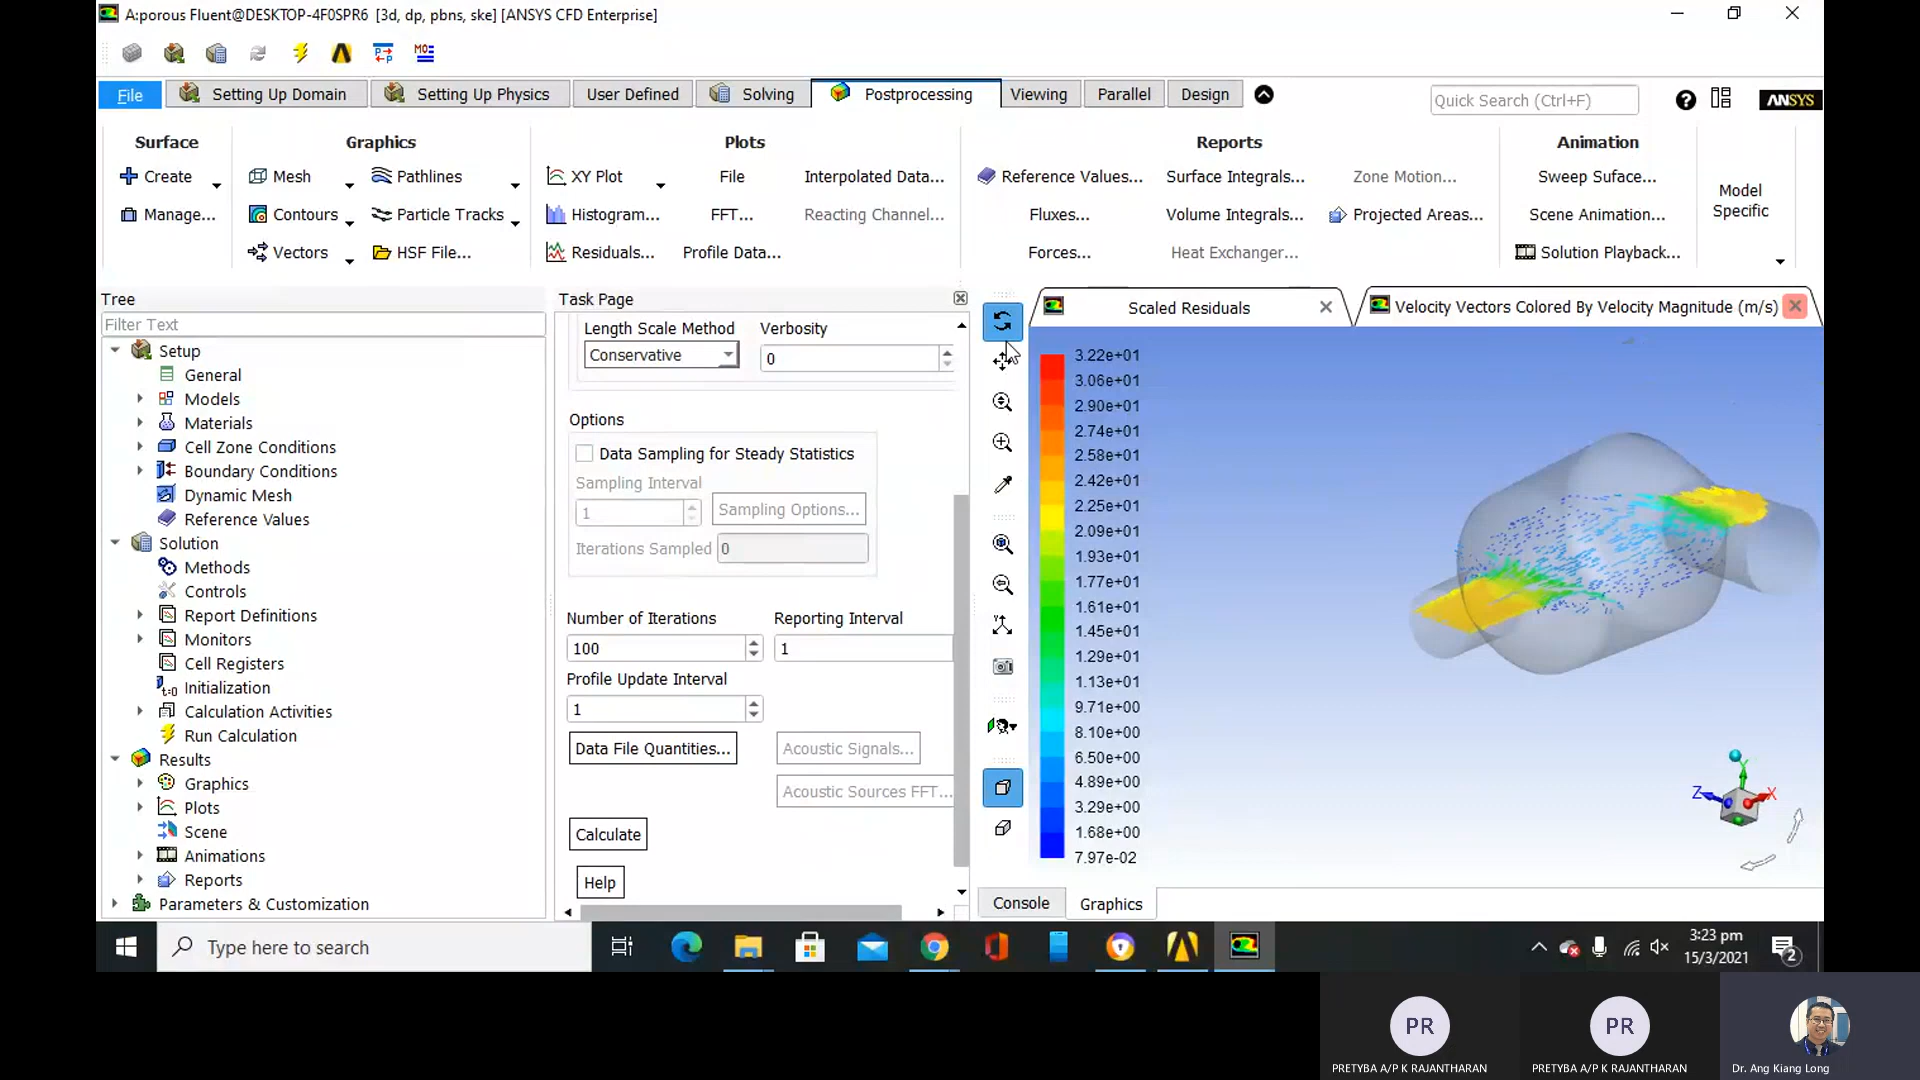 A:porous Fluent@DESKTOP-4F0SPR6 [3d, dp, pbns, ske] [ANSYS CFD Enterprise]
File
Setting Up Domain
Setting Up Physics
User Defined
Solving
Postprocessing
Viewing
Parallel
Design
Quick Search (Ctrl+F)
ANSYS
Surface
Graphics
Plots
Reports
Animation
Create
Mesh
Pathlines
XY Plot
File
Interpolated Data...
Reference Values...
Surface Integrals...
Zone Motion...
Sweep Suface...
Model
Specific
Manage...
Contours
Particle Tracks
Histogram...
FFT...
Reacting Channel...
Fluxes...
Volume Integrals...
Projected Areas...
Scene Animation...
Vectors
HSF File...
Residuals...
Profile Data...
Forces...
Heat Exchanger...
Solution Playback...
Tree
Filter Text
Setup
General
Models
Materials
Cell Zone Conditions
Boundary Conditions
Dynamic Mesh
Reference Values
Solution
Methods
Controls
Report Definitions
Monitors
Cell Registers
Initialization
Calculation Activities
Run Calculation
Results
Graphics
Plots
Scene
Animations
Reports
Parameters & Customization
Task Page
Length Scale Method
Verbosity
Conservative
0
Options
Data Sampling for Steady Statistics
Sampling Interval
1
Sampling Options...
Iterations Sampled
0
Number of Iterations
Reporting Interval
100
1
Profile Update Interval
1
Data File Quantities...
Acoustic Signals...
Acoustic Sources FFT...
Calculate
Help
Scaled Residuals
Velocity Vectors Colored By Velocity Magnitude (m/s)
3.22e+01
3.06e+01
2.90e+01
2.74e+01
2.58e+01
2.42e+01
2.25e+01
2.09e+01
1.93e+01
1.77e+01
1.61e+01
1.45e+01
1.29e+01
1.13e+01
9.71e+00
8.10e+00
6.50e+00
4.89e+00
3.29e+00
1.68e+00
7.97e-02
Y
Z
X
Console
Graphics
Type here to search
3:23 pm
15/3/2021
2
PR
PR
PRETYBA A/P K RAJANTHARAN
PRETYBA A/P K RAJANTHARAN
Dr. Ang Kiang Long